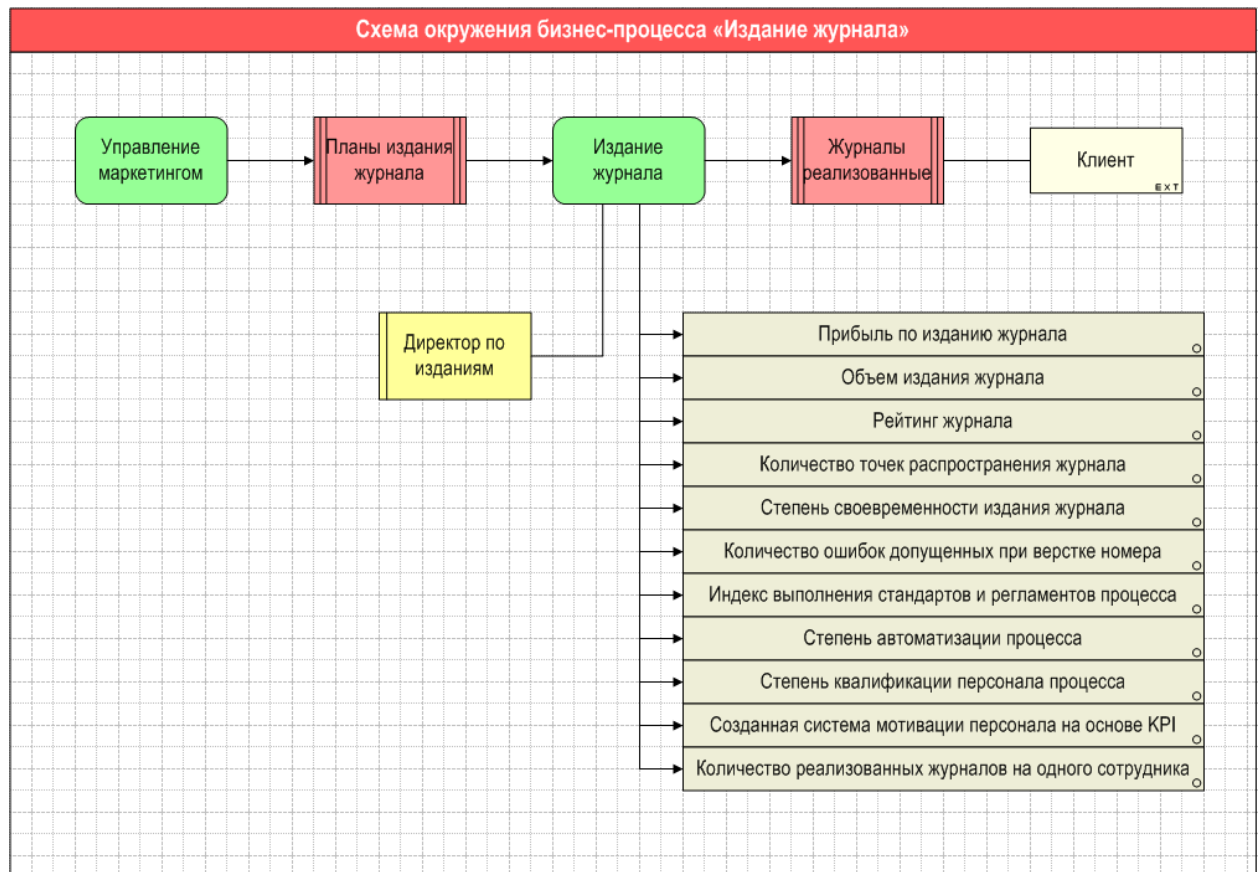 Схема окружения бизнес-процесса «Издание журнала»
Управление
маркетингом
Планы издания
журнала
Издание
журнала
Журналы
реализованные
Клиент
EXT
Директор по
изданиям
Прибыль по изданию журнала
Объем издания журнала
Рейтинг журнала
Количество точек распространения журнала
Степень своевременности издания журнала
Количество ошибок допущенных при верстке номера
Индекс выполнения стандартов и регламентов процесса
Степень автоматизации процесса
Степень квалификации персонала процесса
Созданная система мотивации персонала на основе KPI
Количество реализованных журналов на одного сотрудника